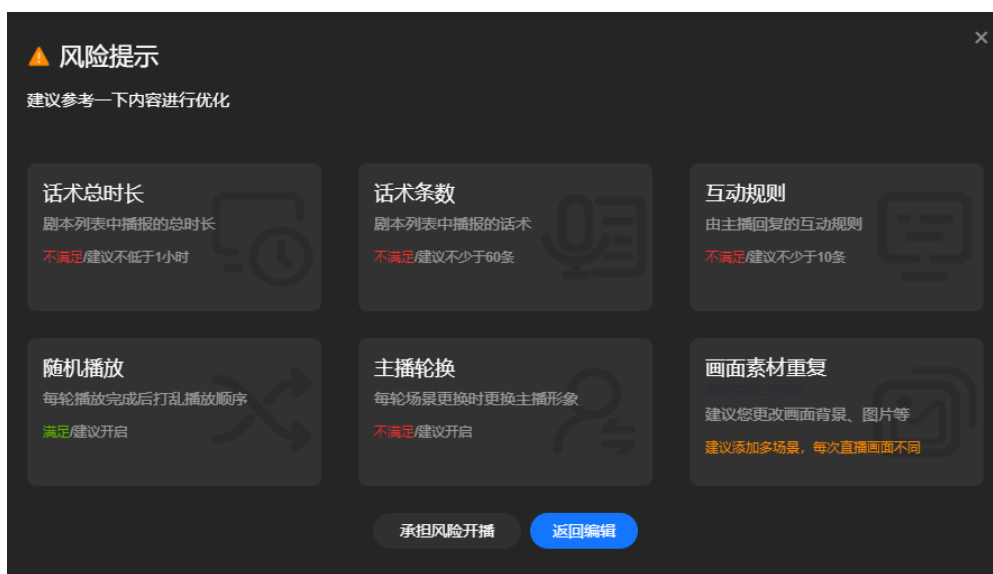 风险提示
建议参考一下内容进行优化
话术总时长
剧本列表中播报的总时长
不满足/建议不低于1小时
话术条数
剧本列表中播报的话术
不满足/建议不少于60条
互动规则
由主播回复的互动规则
不满足/建议不少于10条
随机播放
每轮播放完成后打乱播放顺序
满足/建议开启
主播轮换
每轮场景更换时更换主播形象
不满足/建议开启
画面素材重复
duplicate_image
建议您更改画面背景、图片等
建议添加多场景，每次直播画面不同
承担风险开播
返回编辑